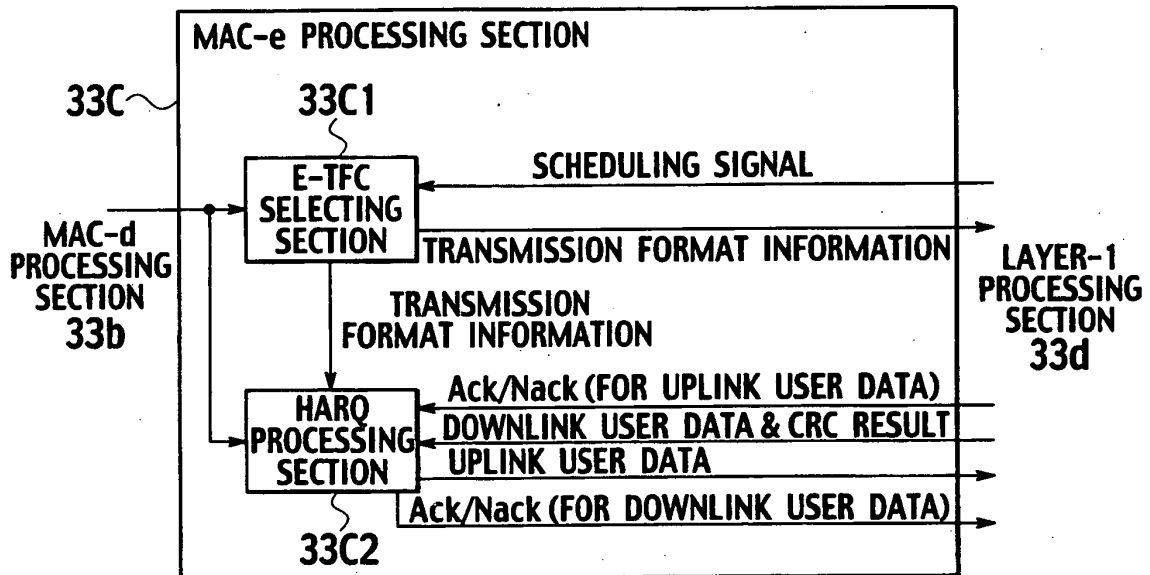 MAC-e PROCESSING SECTION
33C
33C1
E-TFC
SELECTING
SECTION
SCHEDULING SIGNAL
TRANSMISSION FORMAT INFORMATION
MAC-d
PROCESSING
SECTION
33b
LAYER-1
PROCESSING
SECTION
33d
TRANSMISSION
FORMAT INFORMATION
HARQ
PROCESSING
SECTION
Ack/Nack (FOR UPLINK USER DATA)
DOWNLINK USER DATA & CRC RESULT
UPLINK USER DATA
Ack/Nack (FOR DOWNLINK USER DATA)
33C2